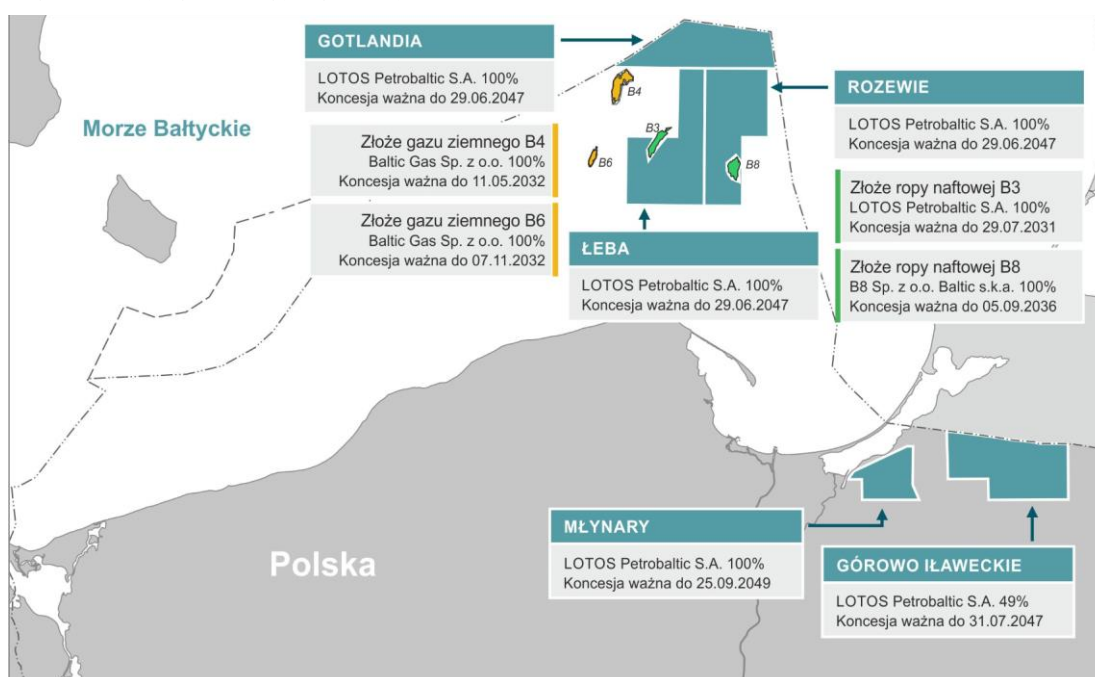 GOTLANDIA
LOTOS Petrobaltic S.A. 100%
Koncesja ważna do 29.06.2047
Morze Bałtyckie
Złoże gazu ziemnego B4
Baltic Gas Sp. z o.o. 100%
Koncesja ważna do 11.05.2032
Złoże gazu ziemnego B6
Baltic Gas Sp. z o.o. 100%
Koncesja ważna do 07.11.2032
B4
B3
B6
B8
ROZEWIE
LOTOS Petrobaltic S.A. 100%
Koncesja ważna do 29.06.2047
Złoże ropy naftowej B3
LOTOS Petrobaltic S.A. 100%
Koncesja ważna do 29.07.2031
Złoże ropy naftowej B8
B8 Sp. z o.o. Baltic s.k.a. 100%
Koncesja ważna do 05.09.2036
ŁEBA
LOTOS Petrobaltic S.A. 100%
Koncesja ważna do 29.06.2047
Polska
MŁYNARY
LOTOS Petrobaltic S.A. 100%
Koncesja ważna do 25.09.2049
GÓROWO IŁAWECKIE
LOTOS Petrobaltic S.A. 49%
Koncesja ważna do 31.07.2047